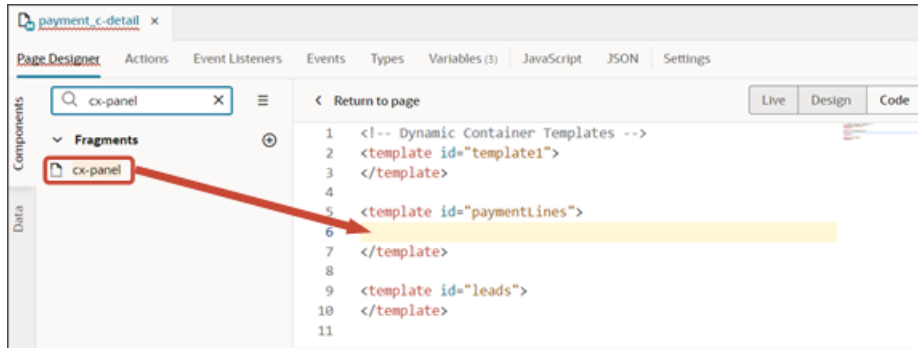 payment_c-detail ×
Page Designer Actions Event Listeners Events Types Variables (3) JavaScript JSON Settings
Components
Data
cx-panel
Fragments
cx-panel
Return to page
Live Design Code
1 <!-- Dynamic Container Templates -->
2 <template id="template1">
3 </template>
4
5 <template id="paymentLines">
6
7 </template>
8
9 <template id="leads">
10 </template>
11